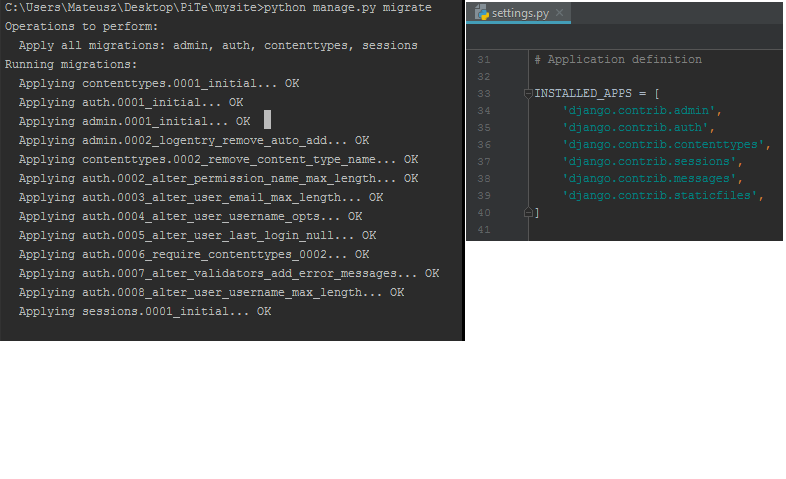 C:\Users\Mateusz\Desktop\PiTe\mysite>python manage.py migrate
Operations to perform:
  Apply all migrations: admin, auth, contenttypes, sessions
Running migrations:
  Applying contenttypes.0001_initial... OK
  Applying auth.0001_initial... OK
  Applying admin.0001_initial... OK
  Applying admin.0002_logentry_remove_auto_add... OK
  Applying contenttypes.0002_remove_content_type_name... OK
  Applying auth.0002_alter_permission_name_max_length... OK
  Applying auth.0003_alter_user_email_max_length... OK
  Applying auth.0004_alter_user_username_opts... OK
  Applying auth.0005_alter_user_last_login_null... OK
  Applying auth.0006_require_contenttypes_0002... OK
  Applying auth.0007_alter_validators_add_error_messages... OK
  Applying auth.0008_alter_user_username_max_length... OK
  Applying sessions.0001_initial... OK
settings.py
31 # Application definition
32
33 INSTALLED_APPS = [
34     'django.contrib.admin',
35     'django.contrib.auth',
36     'django.contrib.contenttypes',
37     'django.contrib.sessions',
38     'django.contrib.messages',
39     'django.contrib.staticfiles',
40 ]
41